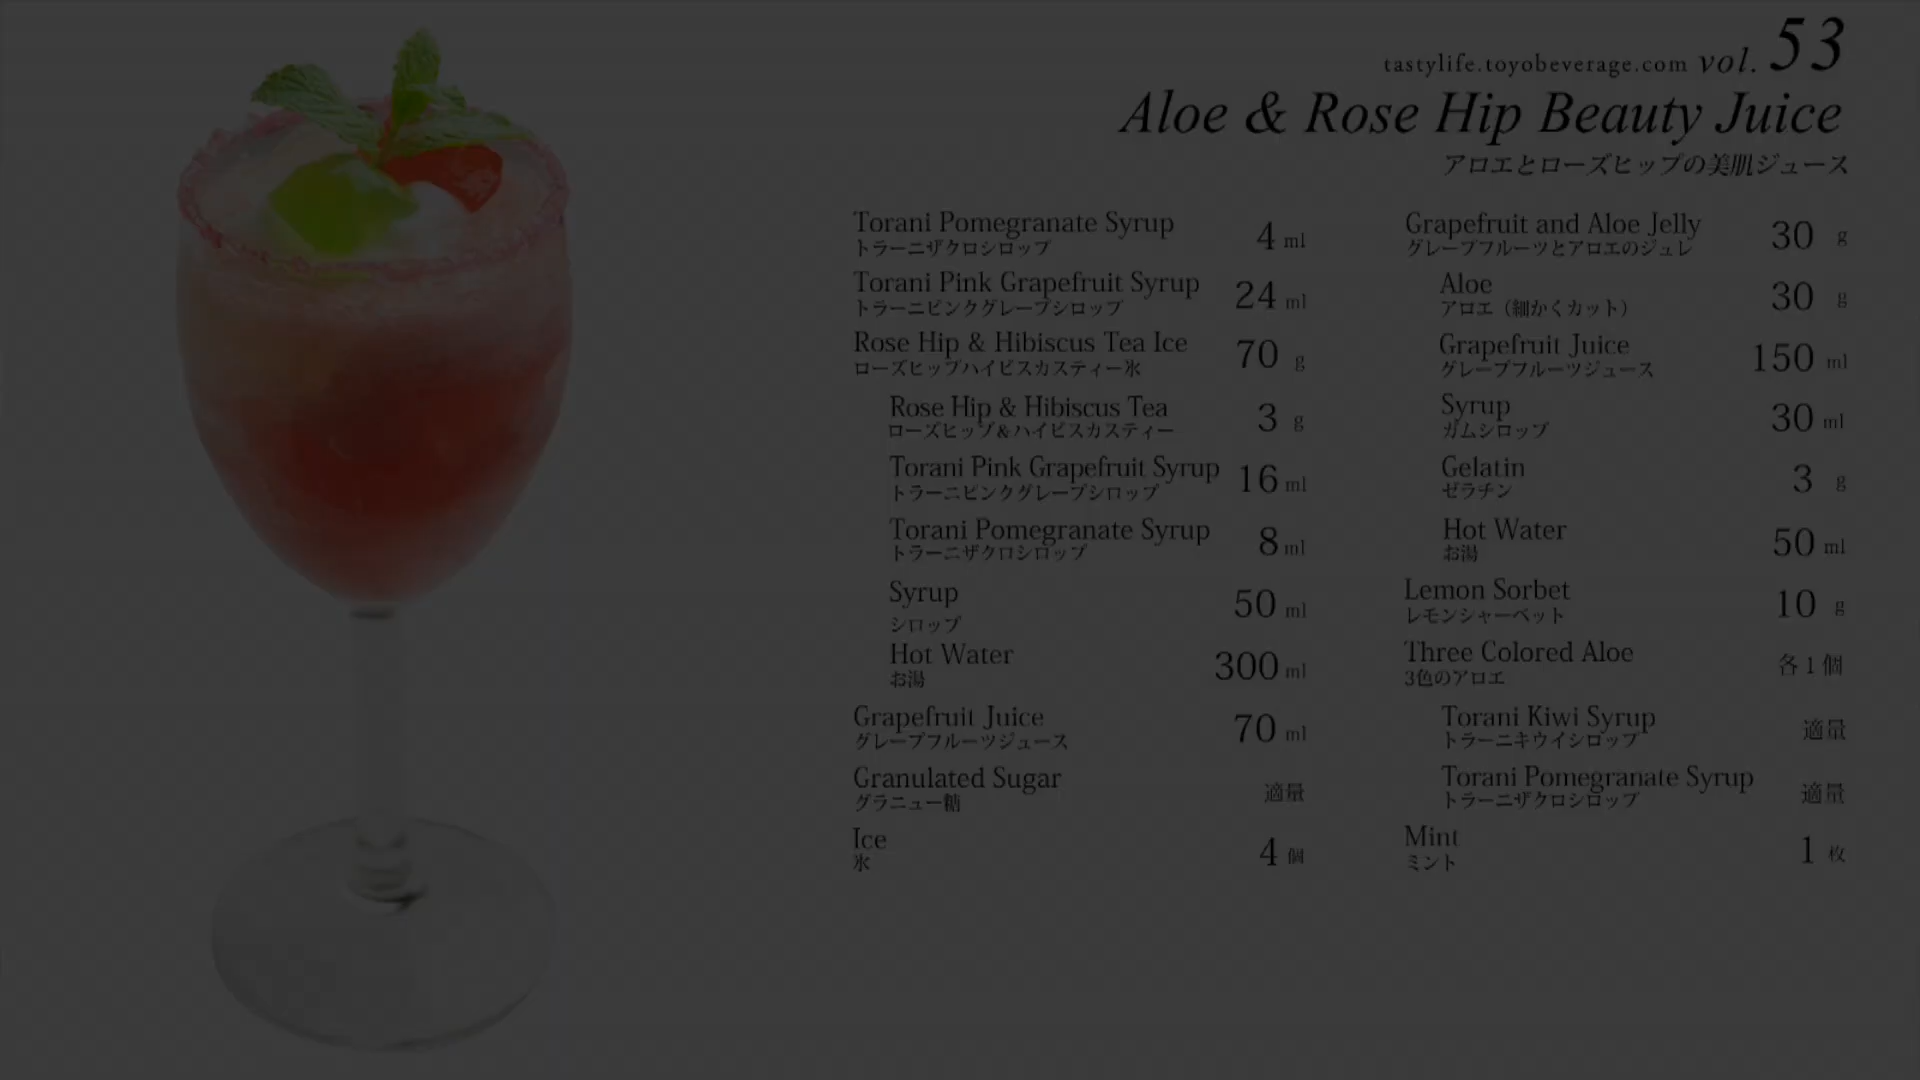 tastylife.toyobeverage.com vol. 53
Aloe & Rose Hip Beauty Juice
アロエとローズヒップの美肌ジュース
Torani Pomegranate Syrup 4 ml
トラーニザクロシロップ
Torani Pink Grapefruit Syrup 24 ml
トラーニピンクグレープシロップ
Rose Hip & Hibiscus Tea Ice 70 g
ローズヒップハイビスカスティー氷
Rose Hip & Hibiscus Tea 3 g
ローズヒップ&ハイビスカスティー
Torani Pink Grapefruit Syrup 16 ml
トラーニピンクグレープシロップ
Torani Pomegranate Syrup 8 ml
トラーニザクロシロップ
Syrup 50 ml
シロップ
Hot Water 300 ml
お湯
Grapefruit Juice 70 ml
グレープフルーツジュース
Granulated Sugar 適量
グラニュー糖
Ice 4 個
氷
Grapefruit and Aloe Jelly 30 g
グレープフルーツとアロエのジュレ
Aloe 30 g
アロエ（細かくカット）
Grapefruit Juice 150 ml
グレープフルーツジュース
Syrup 30 ml
ガムシロップ
Gelatin 3 g
ゼラチン
Hot Water 50 ml
お湯
Lemon Sorbet 10 g
レモンシャーベット
Three Colored Aloe 各1個
3色のアロエ
Torani Kiwi Syrup 適量
トラーニキウイシロップ
Torani Pomegranate Syrup 適量
トラーニザクロシロップ
Mint 1 枚
ミント